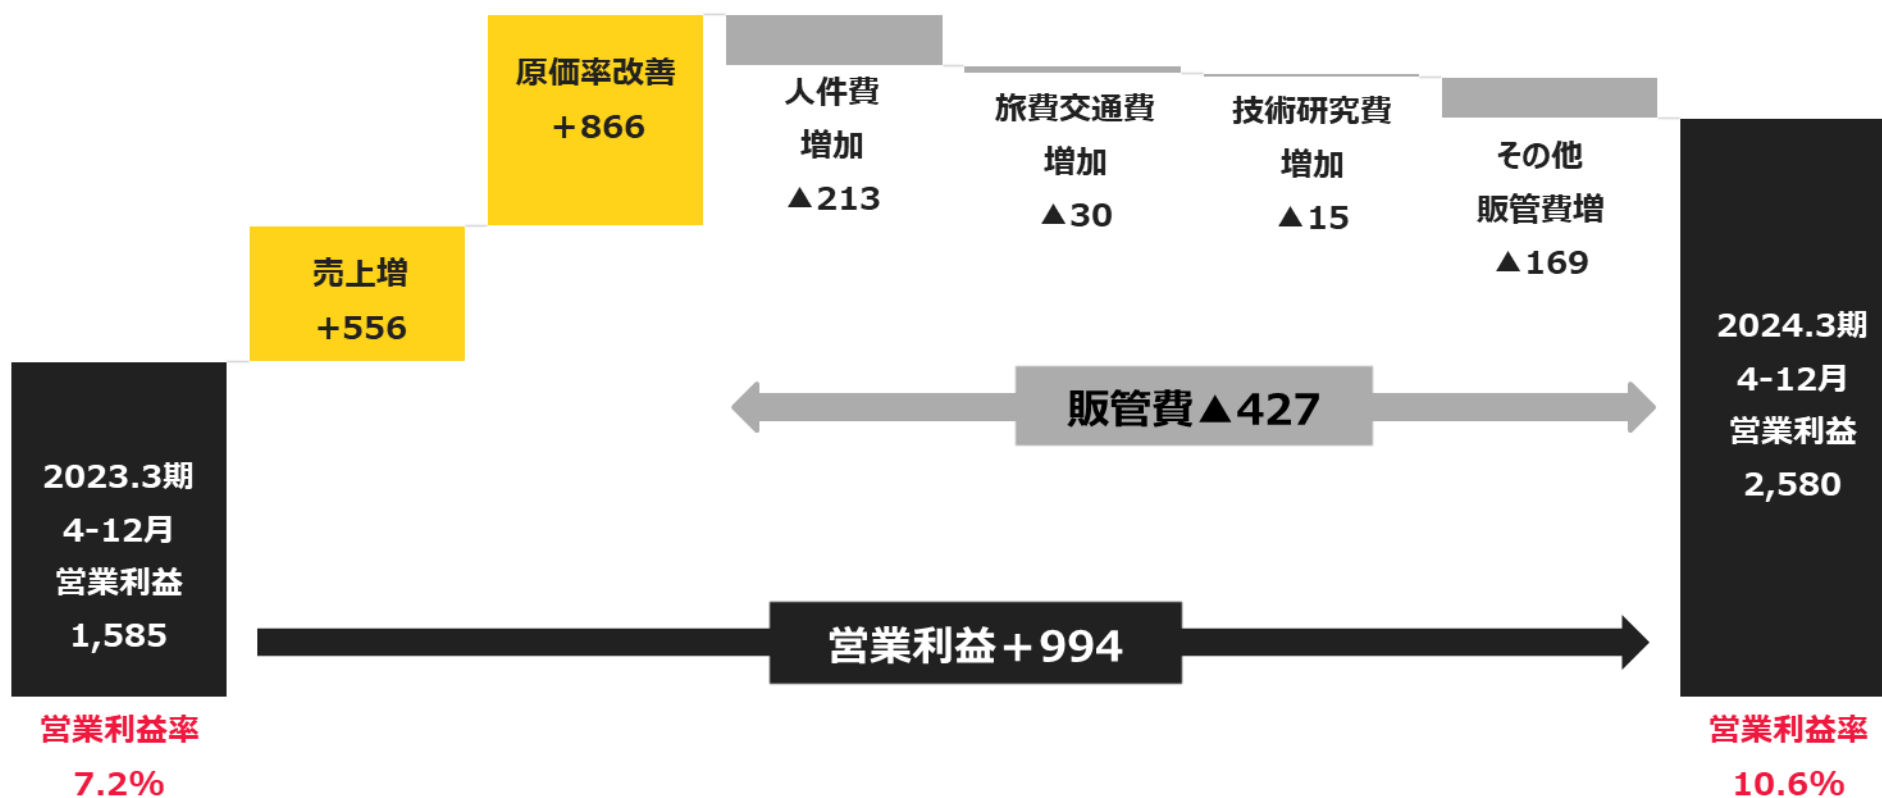 原価率改善
＋866
売上増
+556
人件費
増加
▲213
旅費交通費
増加
▲30
技術研究費
増加
▲15
その他
販管費増
▲169
販管費▲427
2023.3期
4-12月
営業利益
1,585
営業利益＋994
2024.3期
4-12月
営業利益
2,580
営業利益率
7.2%
営業利益率
10.6%